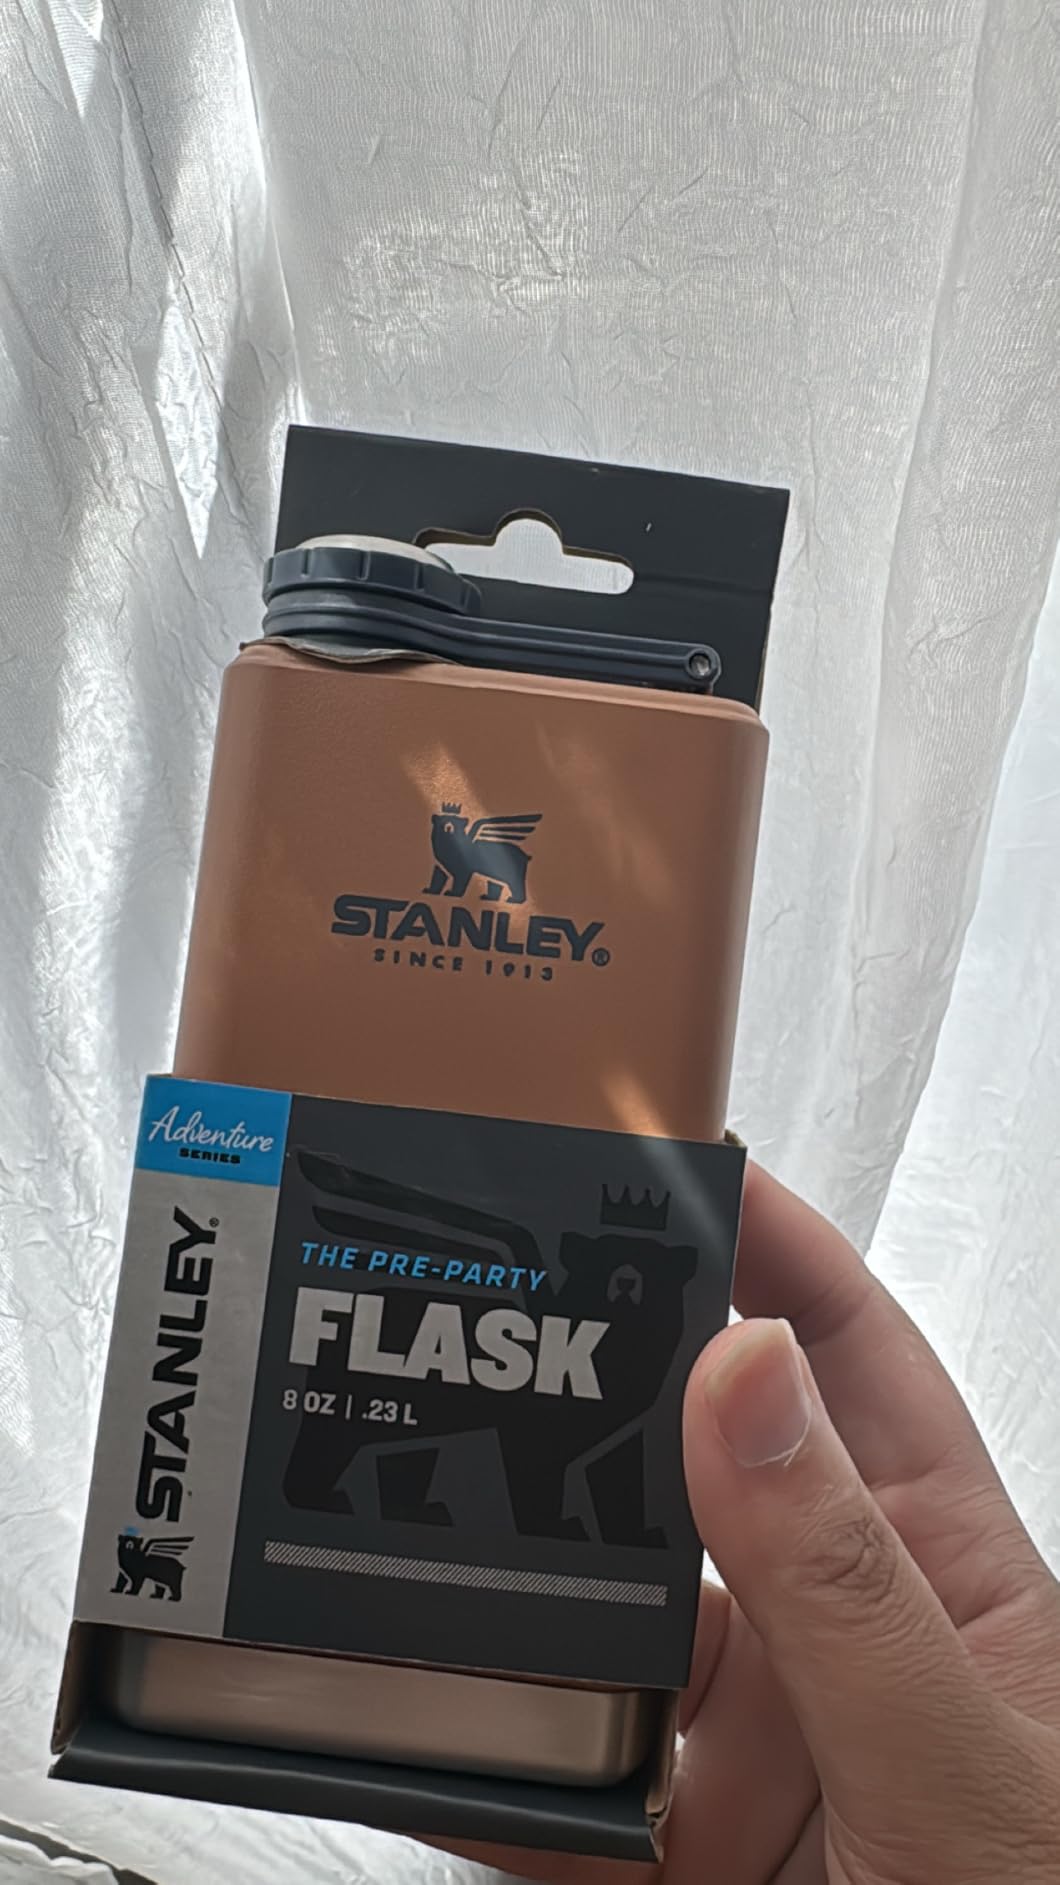 STANLEY®
SINCE 1913
Adventure
SERIES
STANLEY®
THE PRE-PARTY
FLASK
8 OZ | .23 L